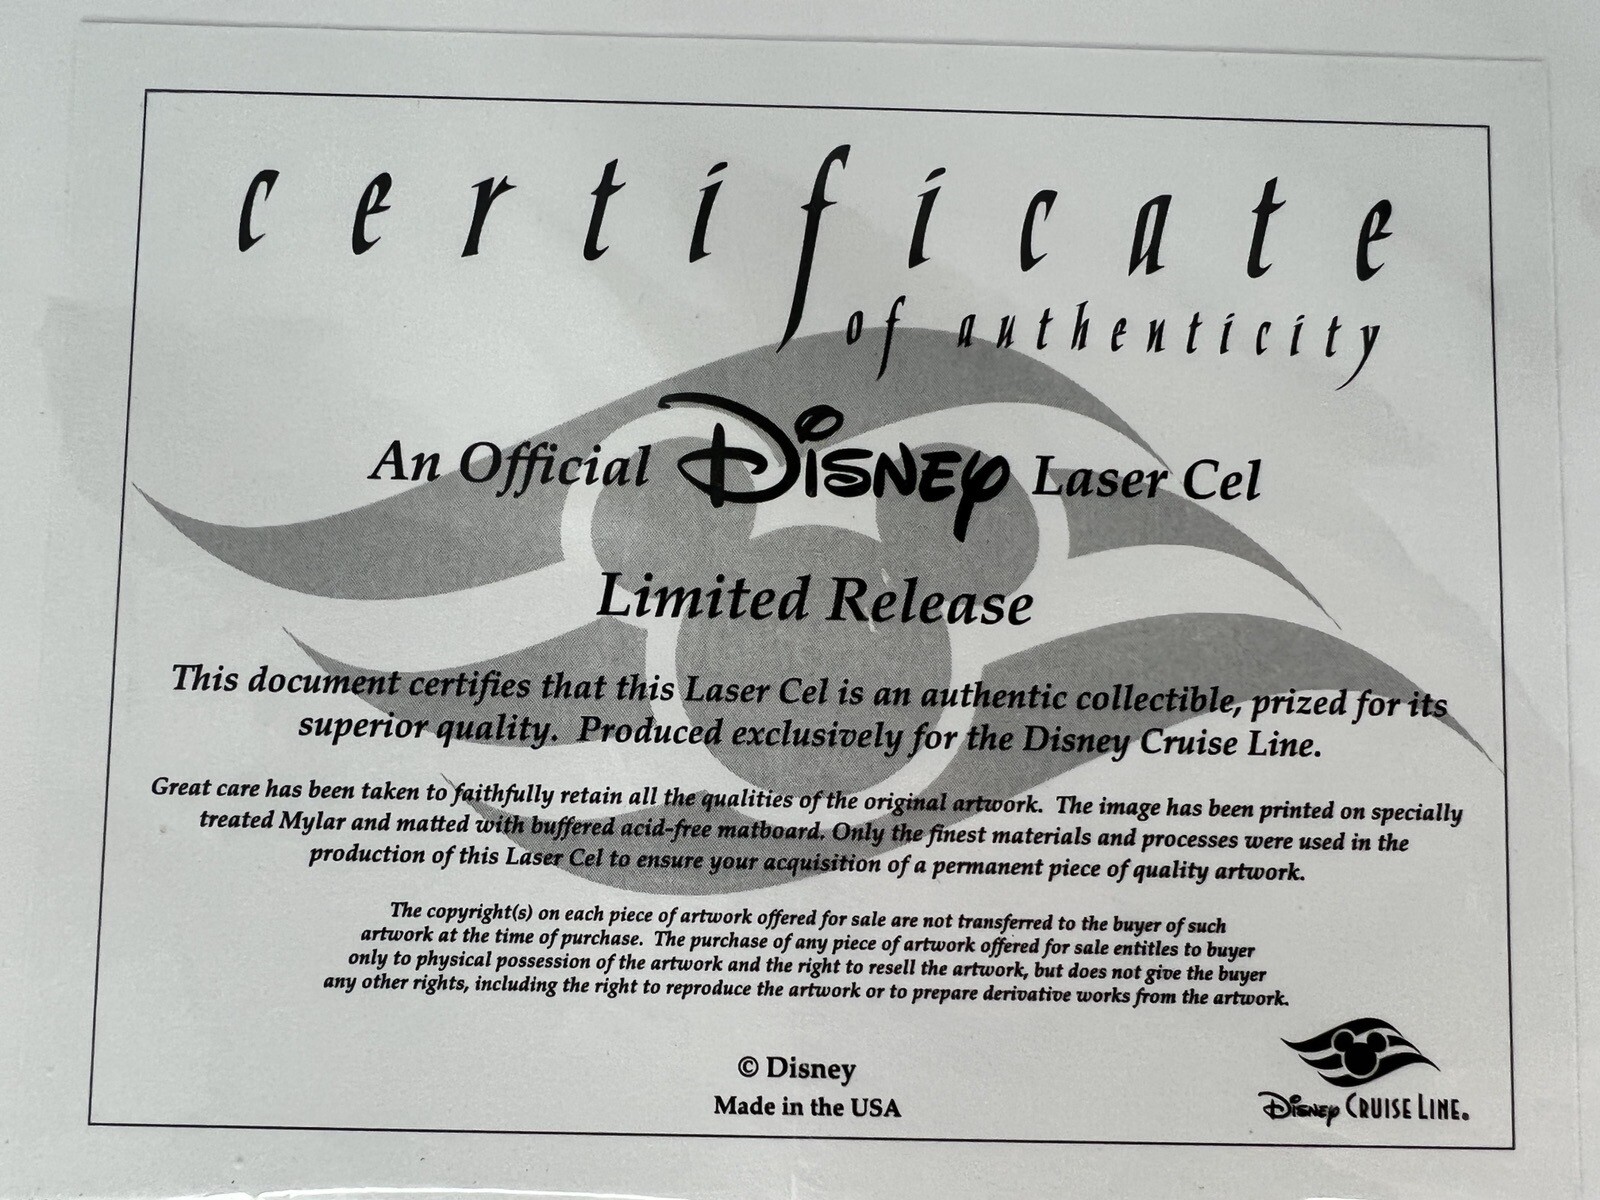 certificate
of authenticity
An Official Disney Laser Cel
Limited Release
This document certifies that this Laser Cel is an authentic collectible, prized for its
superior quality. Produced exclusively for the Disney Cruise Line.
Great care has been taken to faithfully retain all the qualities of the original artwork. The image has been printed on specially
treated Mylar and matted with buffered acid-free matboard. Only the finest materials and processes were used in the
production of this Laser Cel to ensure your acquisition of a permanent piece of quality artwork.
The copyright(s) on each piece of artwork offered for sale are not transferred to the buyer of such
artwork at the time of purchase. The purchase of any piece of artwork offered for sale entitles to buyer
only to physical possession of the artwork and the right to resell the artwork, but does not give the buyer
any other rights, including the right to reproduce the artwork or to prepare derivative works from the artwork.
© Disney
Made in the USA
Disney CRUISE LINE.